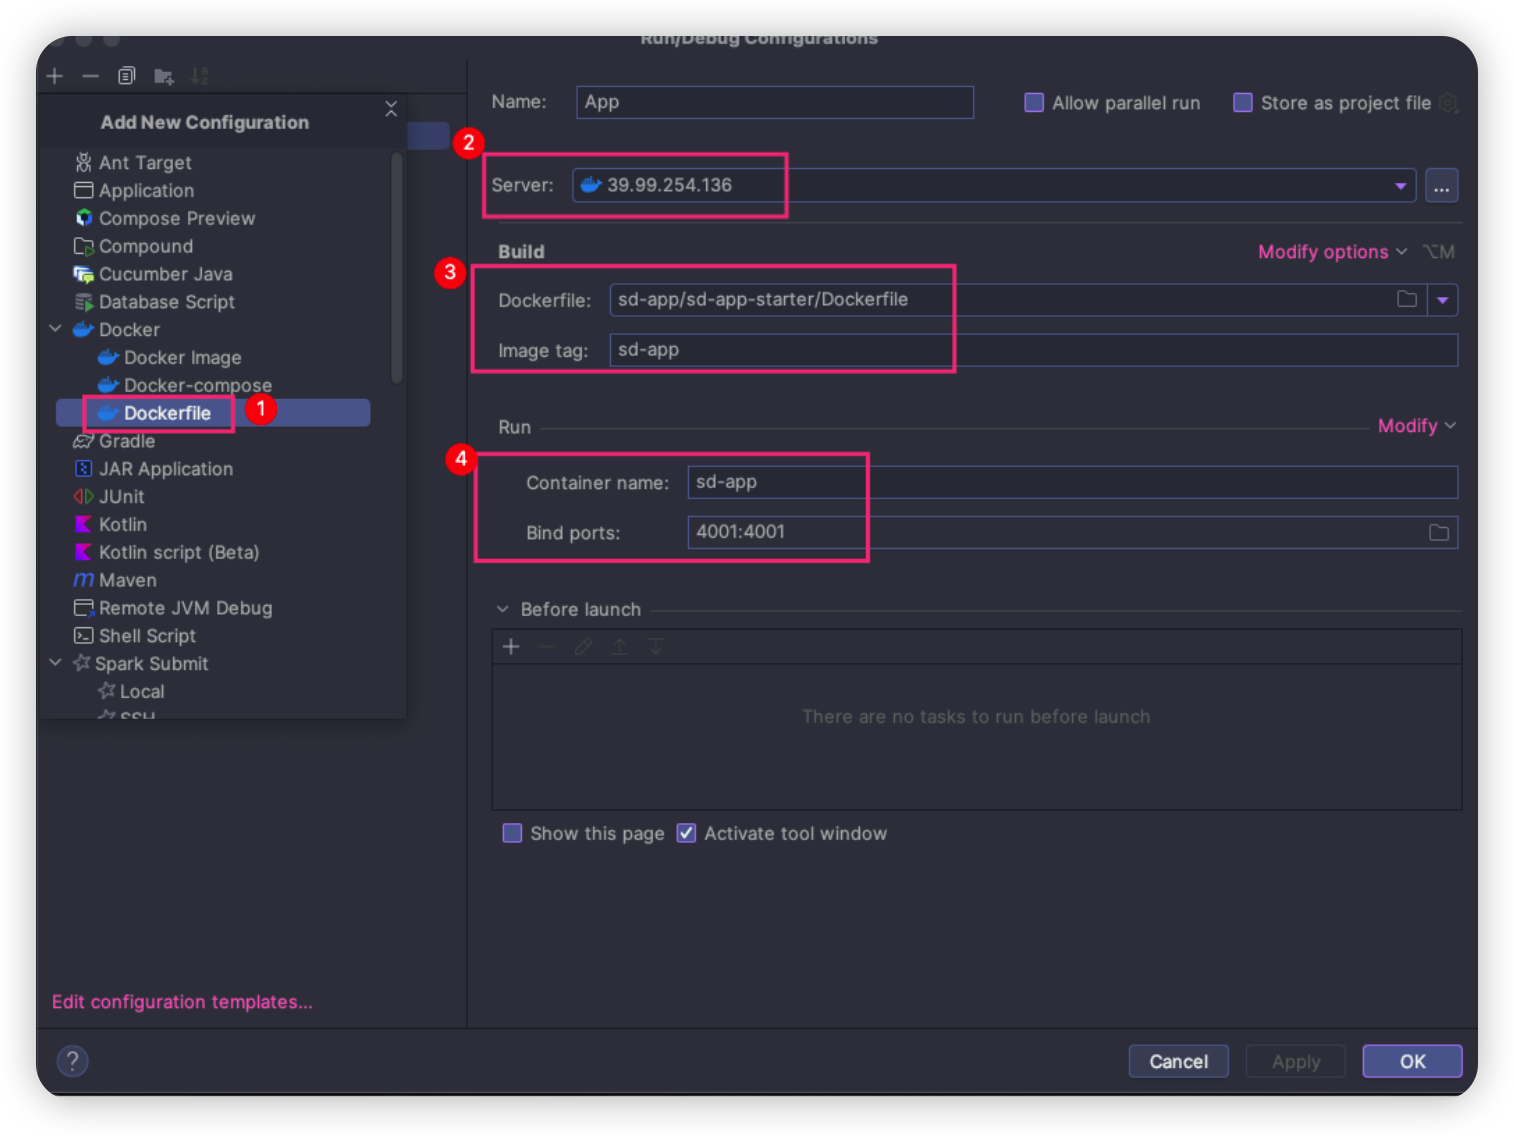 Run/Debug Configurations
Add New Configuration
Ant Target
Application
Compose Preview
Compound
Cucumber Java
Database Script
Docker
Docker Image
Docker-compose
Dockerfile
1
Gradle
JAR Application
JUnit
Kotlin
Kotlin script (Beta)
Maven
Remote JVM Debug
Shell Script
Spark Submit
Local
SSH
Edit configuration templates...
Name: App
Allow parallel run
Store as project file
2
Server: 39.99.254.136
...
Build
Modify options ⌥M
3
Dockerfile: sd-app/sd-app-starter/Dockerfile
Image tag: sd-app
Run
Modify
4
Container name: sd-app
Bind ports: 4001:4001
Before launch
There are no tasks to run before launch
Show this page
Activate tool window
?
Cancel
Apply
OK